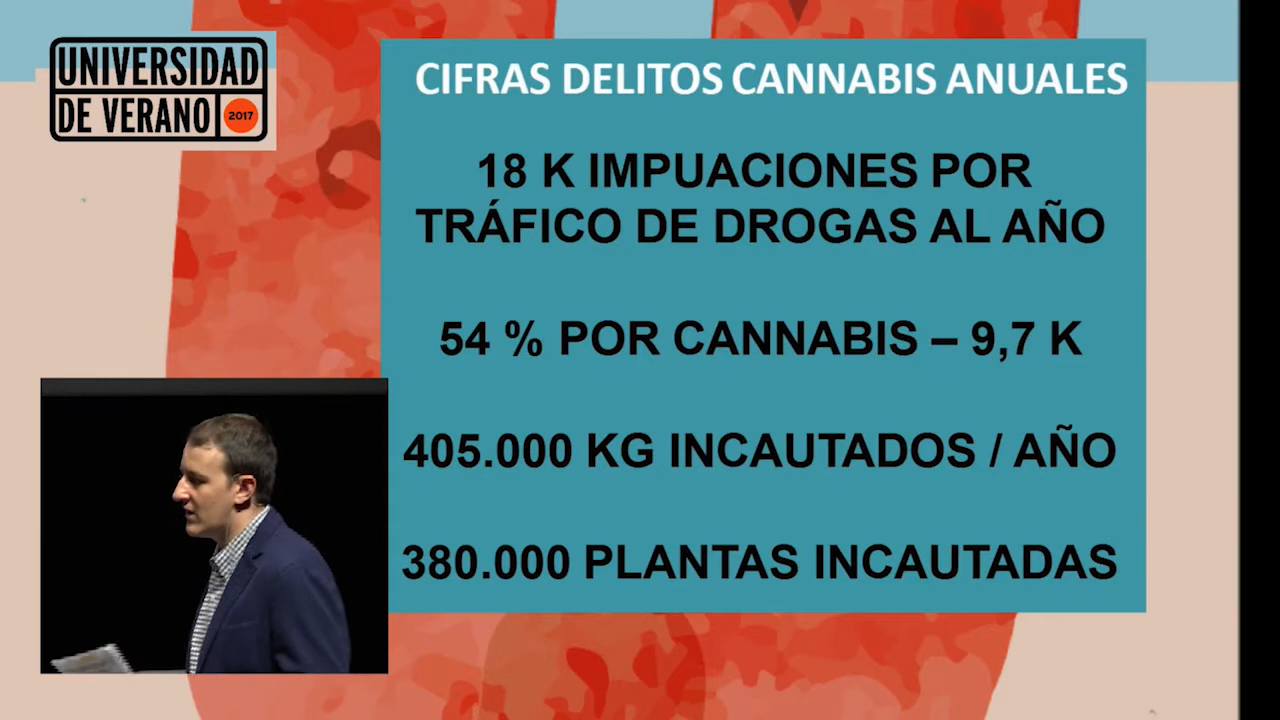 UNIVERSIDAD
DE VERANO 2017
CIFRAS DELITOS CANNABIS ANUALES
18 K IMPUACIONES POR
TRÁFICO DE DROGAS AL AÑO
54 % POR CANNABIS – 9,7 K
405.000 KG INCAUTADOS / AÑO
380.000 PLANTAS INCAUTADAS